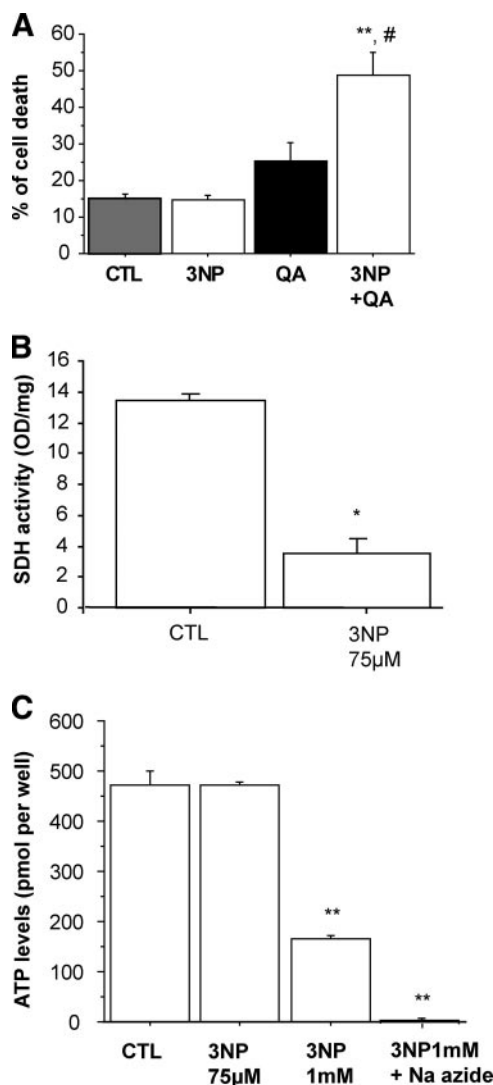 A
% of cell death
60
50
40
30
20
10
0
**, #
CTL
3NP
QA
3NP
+QA
B
SDH activity (OD/mg)
16
14
12
10
8
6
4
2
0
*
CTL
3NP
75µM
C
ATP levels (pmol per well)
600
500
400
300
200
100
0
**
**
CTL
3NP
75µM
3NP
1mM
3NP1mM
+ Na azide